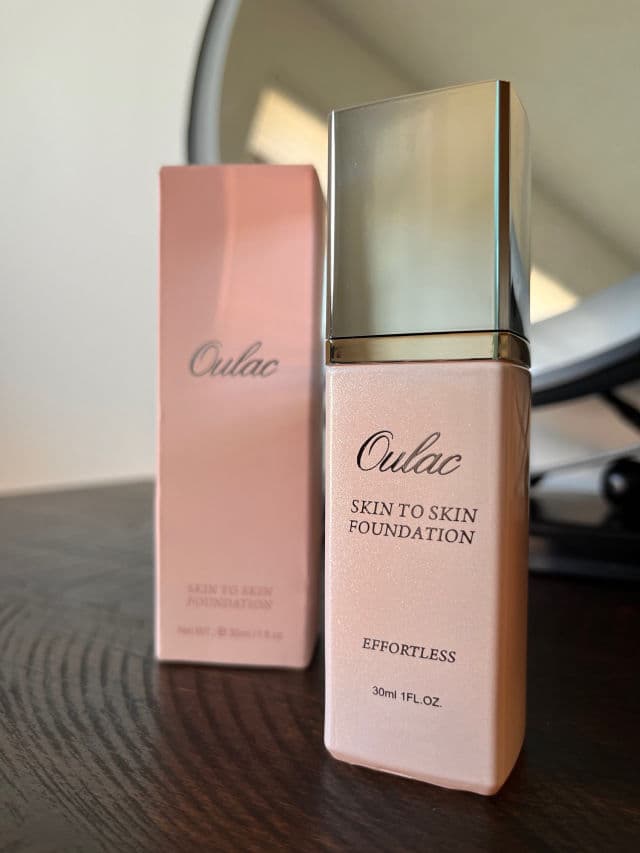 Oulac
SKIN TO SKIN
FOUNDATION
Oulac
SKIN TO SKIN
FOUNDATION
EFFORTLESS
30ml 1FL.OZ.